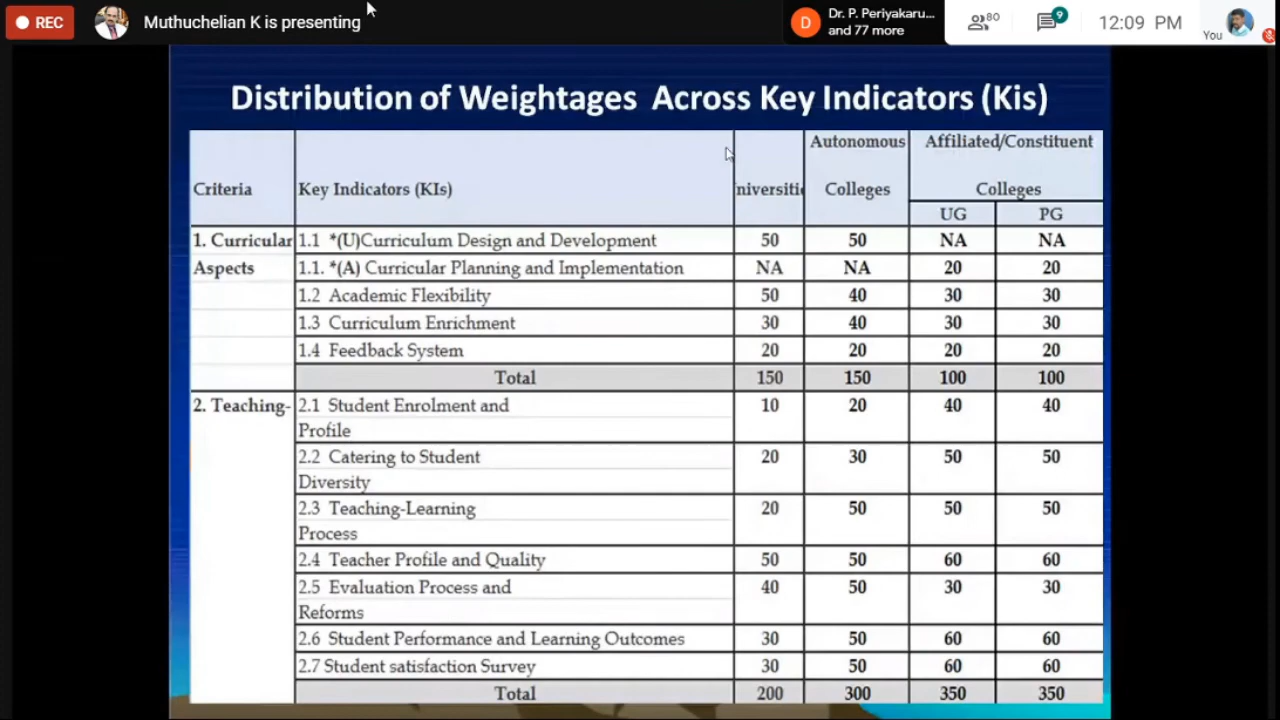 REC
Muthuchelian K is presenting
D
Dr. P. Periyakaru...
and 77 more
80
9
12:09 PM
You
Distribution of Weightages Across Key Indicators (Kis)
Criteria Key Indicators (KIs) niversitie Autonomous Colleges Affiliated/Constituent Colleges
UG PG
1. Curricular 1.1 *(U)Curriculum Design and Development 50 50 NA NA
Aspects 1.1. *(A) Curricular Planning and Implementation NA NA 20 20
1.2 Academic Flexibility 50 40 30 30
1.3 Curriculum Enrichment 30 40 30 30
1.4 Feedback System 20 20 20 20
Total 150 150 100 100
2. Teaching- 2.1 Student Enrolment and 10 20 40 40
Profile
2.2 Catering to Student 20 30 50 50
Diversity
2.3 Teaching-Learning 20 50 50 50
Process
2.4 Teacher Profile and Quality 50 50 60 60
2.5 Evaluation Process and 40 50 30 30
Reforms
2.6 Student Performance and Learning Outcomes 30 50 60 60
2.7 Student satisfaction Survey 30 50 60 60
Total 200 300 350 350